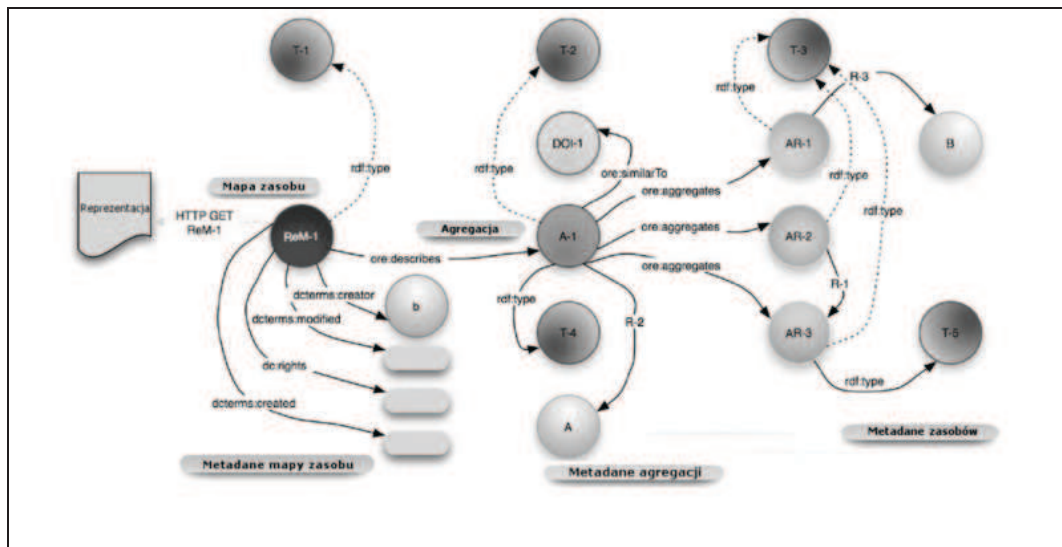 T-1
T-2
T-3
R-3
rdf:type
DOI-1
AR-1
B
rdf:type
rdf:type
ore:similarTo
rdf:type
Mapa zasobu
ore:aggregates
Reprezentacja
HTTP GET
ReM-1
ReM-1
Agregacja
A-1
ore:aggregates
AR-2
rdf:type
ore:describes
ore:aggregates
R-1
dcterms:creator
b
rdf:type
dcterms:modified
R-2
T-4
AR-3
T-5
dc:rights
rdf:type
dcterms:created
A
Metadane zasobów
Metadane mapy zasobu
Metadane agregacji